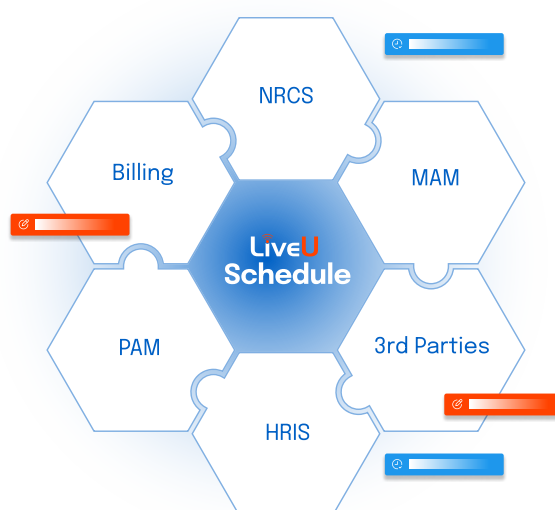 NRCS
Billing
MAM
LiveU
Schedule
PAM
3rd Parties
HRIS